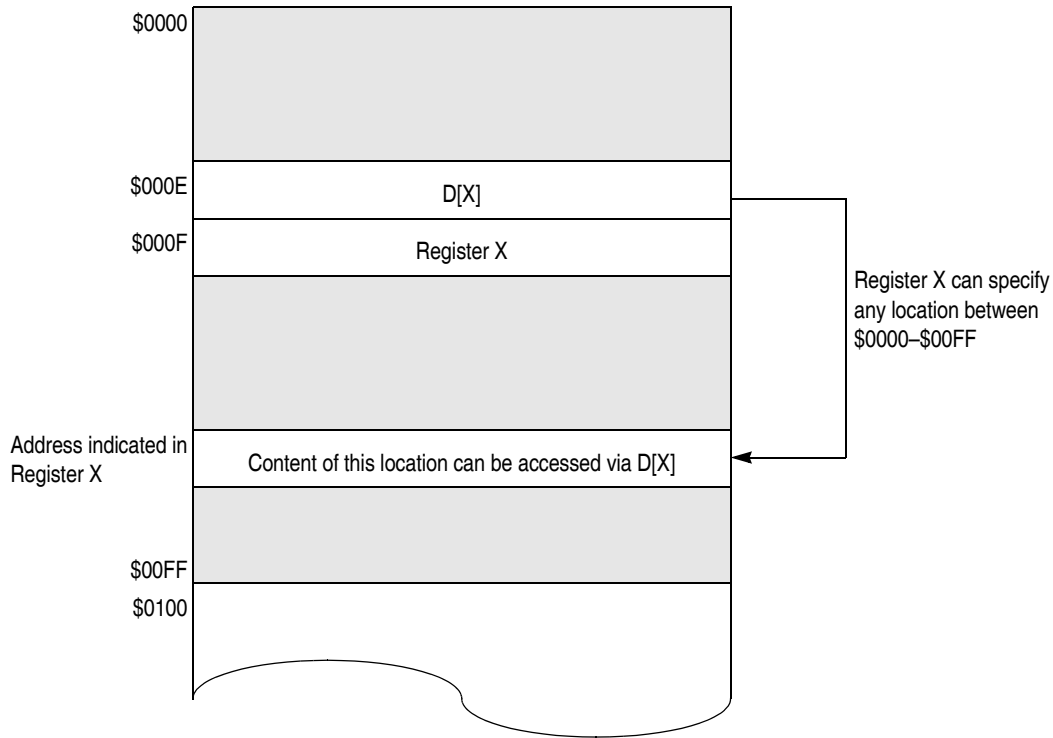 $0000
$000E
D[X]
$000F
Register X
Register X can specify
any location between
$0000–$00FF
Address indicated in
Register X
Content of this location can be accessed via D[X]
$00FF
$0100